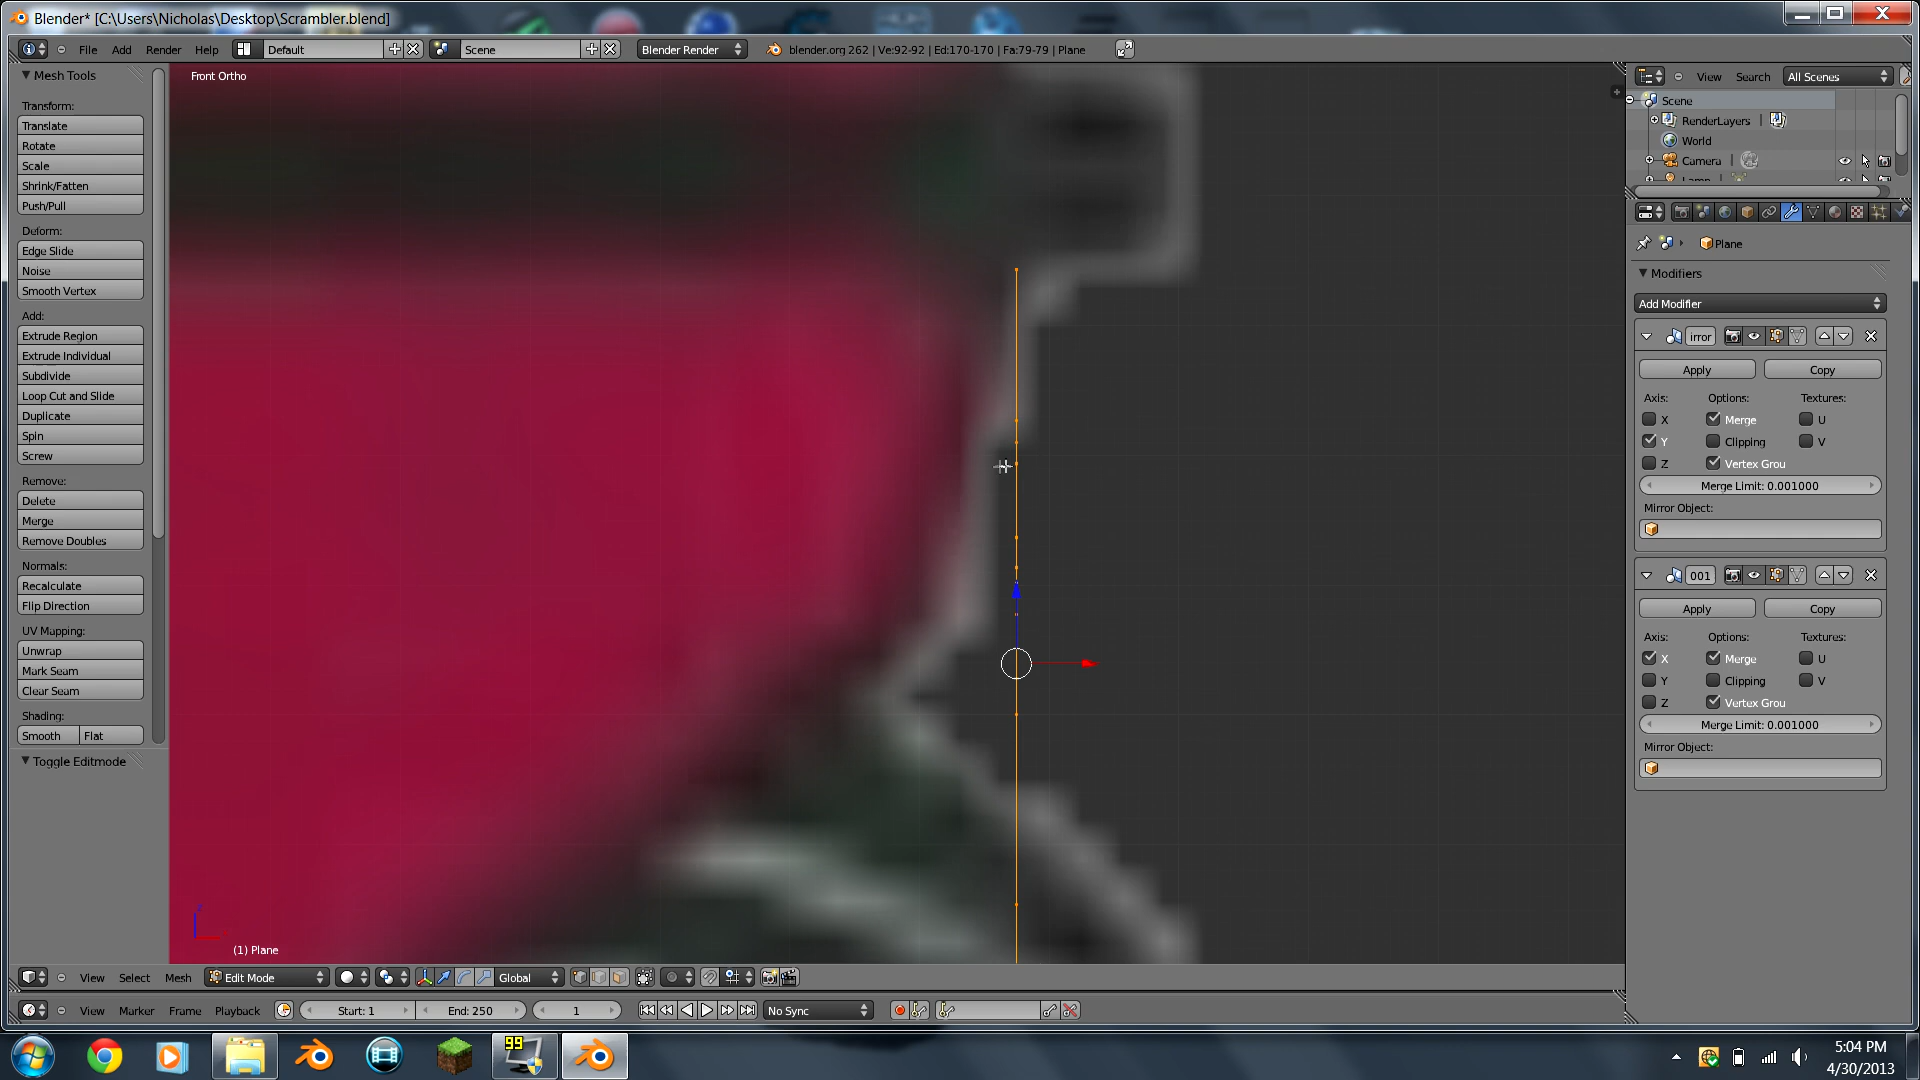 Blender* [C:\Users\Nicholas\Desktop\Scrambler.blend]
File Add Render Help Default Scene Blender Render blender.org 262 | Ve:92-92 | Ed:170-170 | Fa:79-79 | Plane
Mesh Tools
Transform:
Translate
Rotate
Scale
Shrink/Fatten
Push/Pull
Deform:
Edge Slide
Noise
Smooth Vertex
Add:
Extrude Region
Extrude Individual
Subdivide
Loop Cut and Slide
Duplicate
Spin
Screw
Remove:
Delete
Merge
Remove Doubles
Normals:
Recalculate
Flip Direction
UV Mapping:
Unwrap
Mark Seam
Clear Seam
Shading:
Smooth Flat
Toggle Editmode
Front Ortho
(1) Plane
View Search All Scenes
Scene
RenderLayers
World
Camera
Plane
Modifiers
Add Modifier
irror
Apply Copy
Axis: Options: Textures:
X Merge U
Y Clipping V
Z Vertex Grou
Merge Limit: 0.001000
Mirror Object:
001
Apply Copy
Axis: Options: Textures:
X Merge U
Y Clipping V
Z Vertex Grou
Merge Limit: 0.001000
Mirror Object:
View Select Mesh Edit Mode Global
View Marker Frame Playback Start: 1 End: 250 1 No Sync
99
5:04 PM
4/30/2013